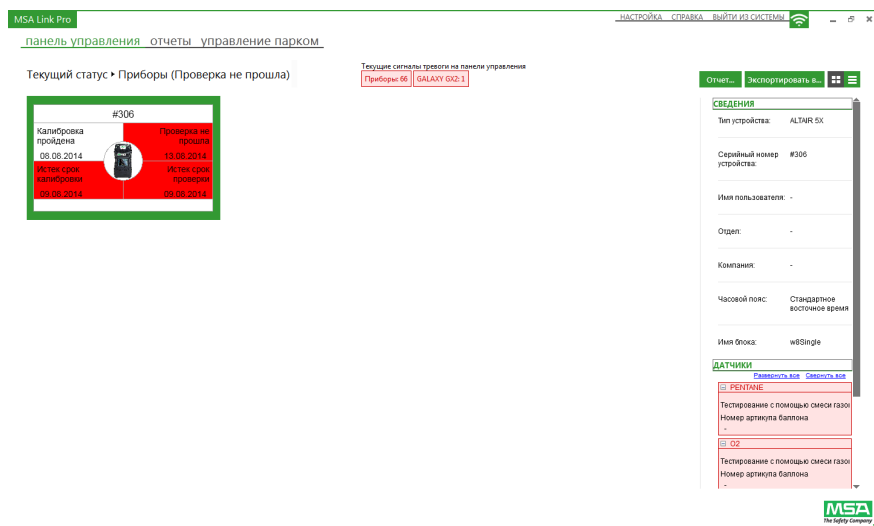 MSA Link Pro
НАСТРОЙКА СПРАВКА ВЫЙТИ ИЗ СИСТЕМЫ
панель управления отчеты управление парком
Текущий статус ▸ Приборы (Проверка не прошла)
Текущие сигналы тревоги на панели управления
Приборы: 66 GALAXY GX2: 1
Отчет... Экспортировать в...
#306
Калибровка пройдена
08.08.2014
Проверка не прошла
13.08.2014
Истек срок калибровки
09.08.2014
Истек срок проверки
09.08.2014
СВЕДЕНИЯ
Тип устройства: ALTAIR 5X
Серийный номер устройства: #306
Имя пользователя: -
Отдел: -
Компания: -
Часовой пояс: Стандартное восточное время
Имя блока: w8Single
ДАТЧИКИ
Развернуть все Свернуть все
PENTANE
Тестирование с помощью смеси газов
Номер артикула баллона
-
O2
Тестирование с помощью смеси газов
Номер артикула баллона
-
MSA
The Safety Company